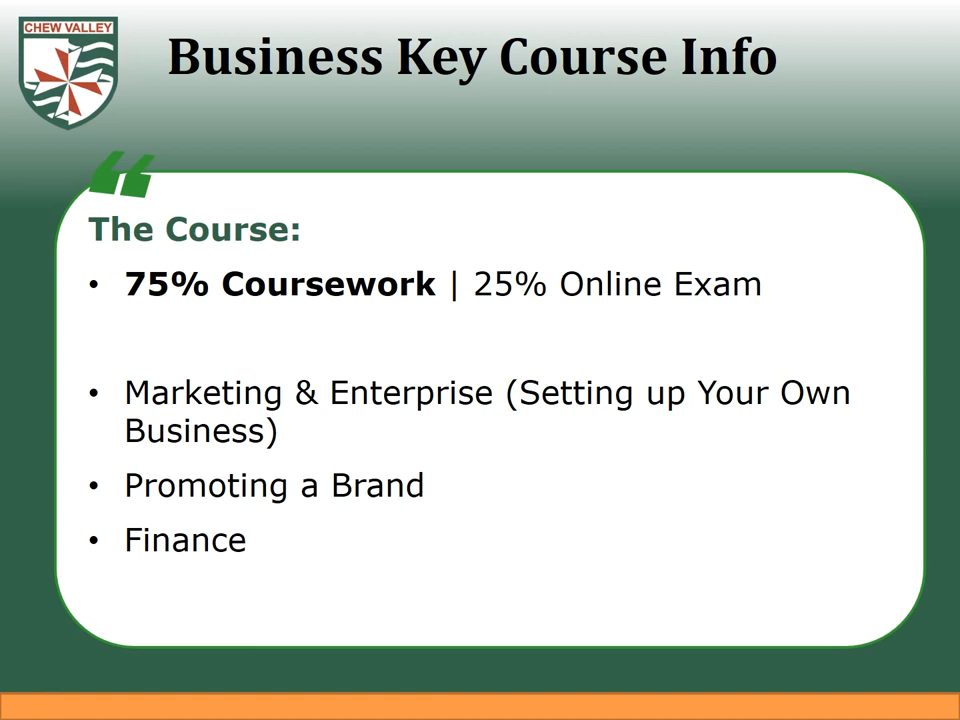 CHEW VALLEY
Business Key Course Info
The Course:
• 75% Coursework | 25% Online Exam
• Marketing & Enterprise (Setting up Your Own
Business)
• Promoting a Brand
• Finance